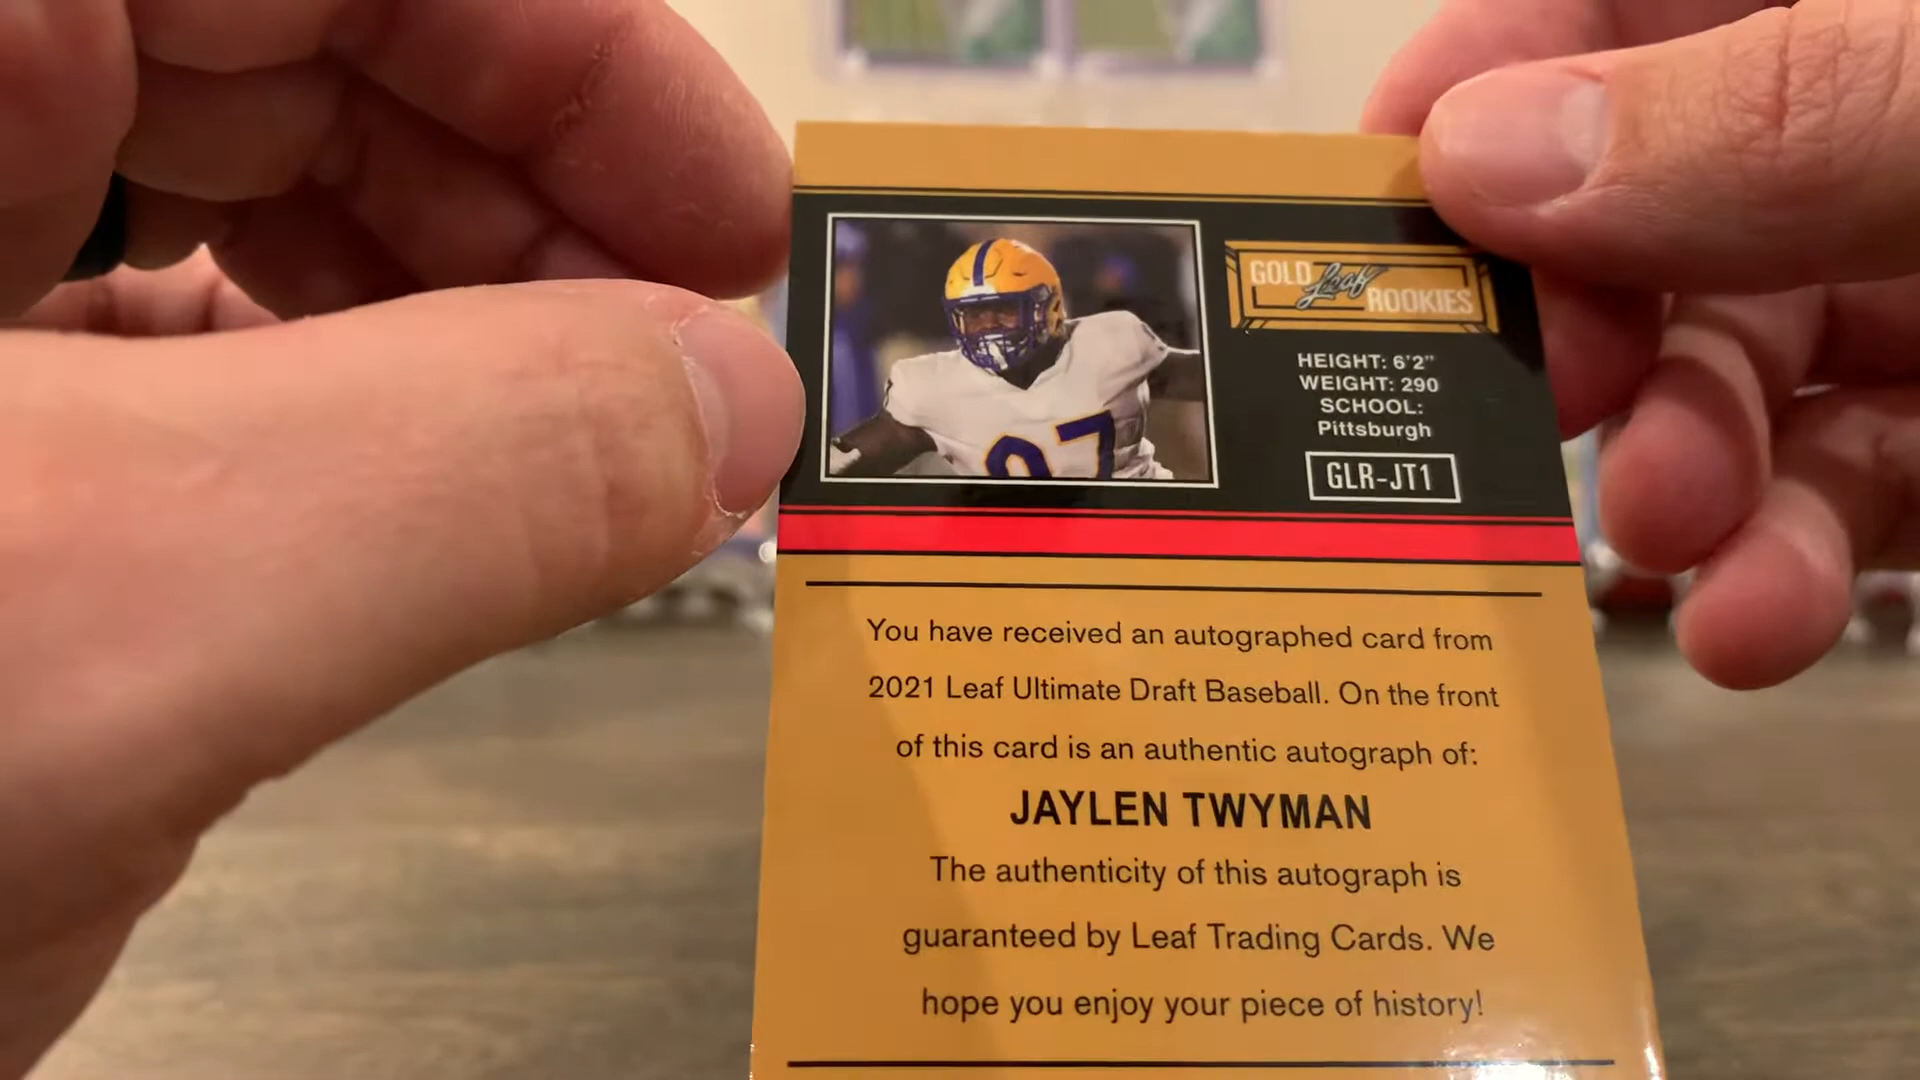 GOLD Leaf ROOKIES
HEIGHT: 6'2"
WEIGHT: 290
SCHOOL:
Pittsburgh
GLR-JT1
97
You have received an autographed card from
2021 Leaf Ultimate Draft Baseball. On the front
of this card is an authentic autograph of:
JAYLEN TWYMAN
The authenticity of this autograph is
guaranteed by Leaf Trading Cards. We
hope you enjoy your piece of history!